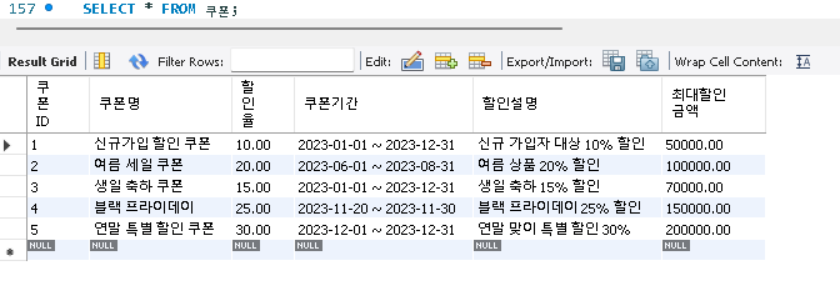 157 SELECT * FROM 쿠폰;
Result Grid Filter Rows: Edit: Export/Import: Wrap Cell Content:
쿠폰ID 쿠폰명 할인율 쿠폰기간 할인설명 최대할인금액
1 신규가입 할인 쿠폰 10.00 2023-01-01 ~ 2023-12-31 신규 가입자 대상 10% 할인 50000.00
2 여름 세일 쿠폰 20.00 2023-06-01 ~ 2023-08-31 여름 상품 20% 할인 100000.00
3 생일 축하 쿠폰 15.00 2023-01-01 ~ 2023-12-31 생일 축하 15% 할인 70000.00
4 블랙 프라이데이 25.00 2023-11-20 ~ 2023-11-30 블랙 프라이데이 25% 할인 150000.00
5 연말 특별 할인 쿠폰 30.00 2023-12-01 ~ 2023-12-31 연말 맞이 특별 할인 30% 200000.00
NULL NULL NULL NULL NULL NULL